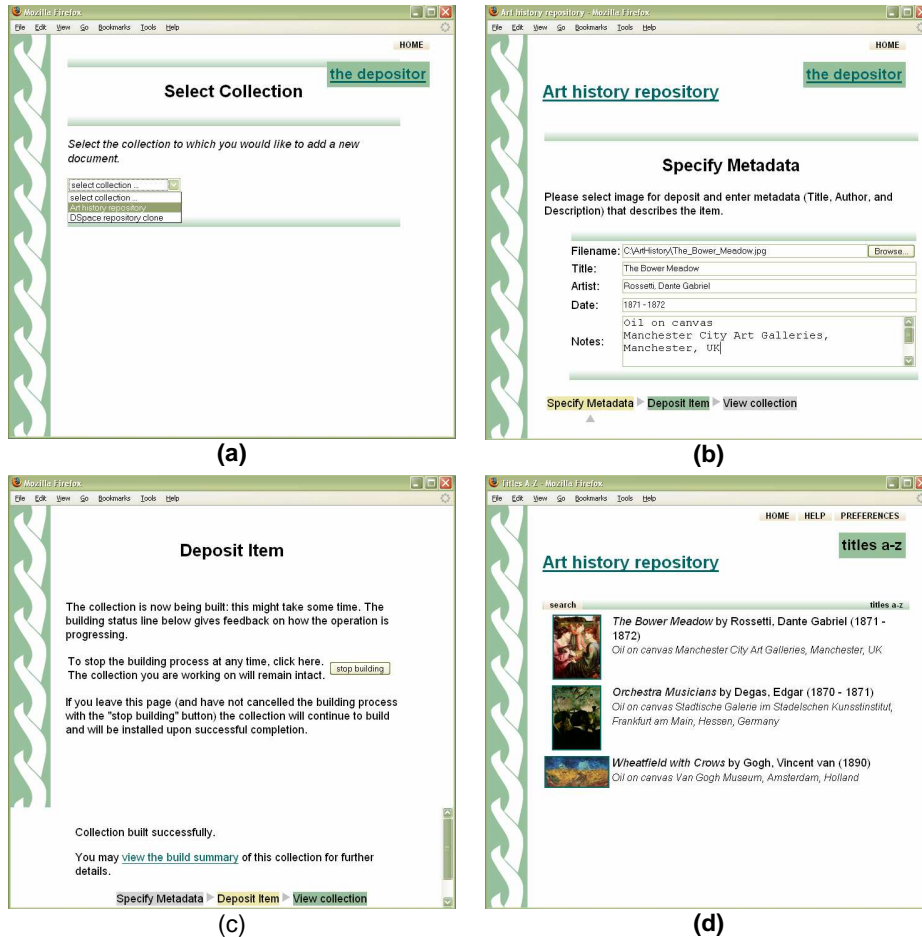 Mozilla Firefox
File Edit View Go Bookmarks Tools Help
HOME
the depositor
Select Collection
Select the collection to which you would like to add a new
document.
select collection ...
select collection ...
Art history repository
DSpace repository clone
(a)
Art history repository - Mozilla Firefox
File Edit View Go Bookmarks Tools Help
HOME
the depositor
Art history repository
Specify Metadata
Please select image for deposit and enter metadata (Title, Author, and
Description) that describes the item.
Filename: C:\ArtHistory\The_Bower_Meadow.jpg Browse...
Title: The Bower Meadow
Artist: Rossetti, Dante Gabriel
Date: 1871 - 1872
Notes: Oil on canvas
Manchester City Art Galleries,
Manchester, UK
Specify Metadata Deposit Item View collection
(b)
Mozilla Firefox
File Edit View Go Bookmarks Tools Help
Deposit Item
The collection is now being built: this might take some time. The
building status line below gives feedback on how the operation is
progressing.
To stop the building process at any time, click here.
The collection you are working on will remain intact.
stop building
If you leave this page (and have not cancelled the building process
with the "stop building" button) the collection will continue to build
and will be installed upon successful completion.
Collection built successfully.
You may view the build summary of this collection for further
details.
Specify Metadata Deposit Item View collection
(c)
Titles A-Z - Mozilla Firefox
File Edit View Go Bookmarks Tools Help
HOME HELP PREFERENCES
titles a-z
Art history repository
search titles a-z
The Bower Meadow by Rossetti, Dante Gabriel (1871 -
1872)
Oil on canvas Manchester City Art Galleries, Manchester, UK
Orchestra Musicians by Degas, Edgar (1870 - 1871)
Oil on canvas Stadtische Galerie im Stadelschen Kunsstinstitut,
Frankfurt am Main, Hessen, Germany
Wheatfield with Crows by Gogh, Vincent van (1890)
Oil on canvas Van Gogh Museum, Amsterdam, Holland
(d)